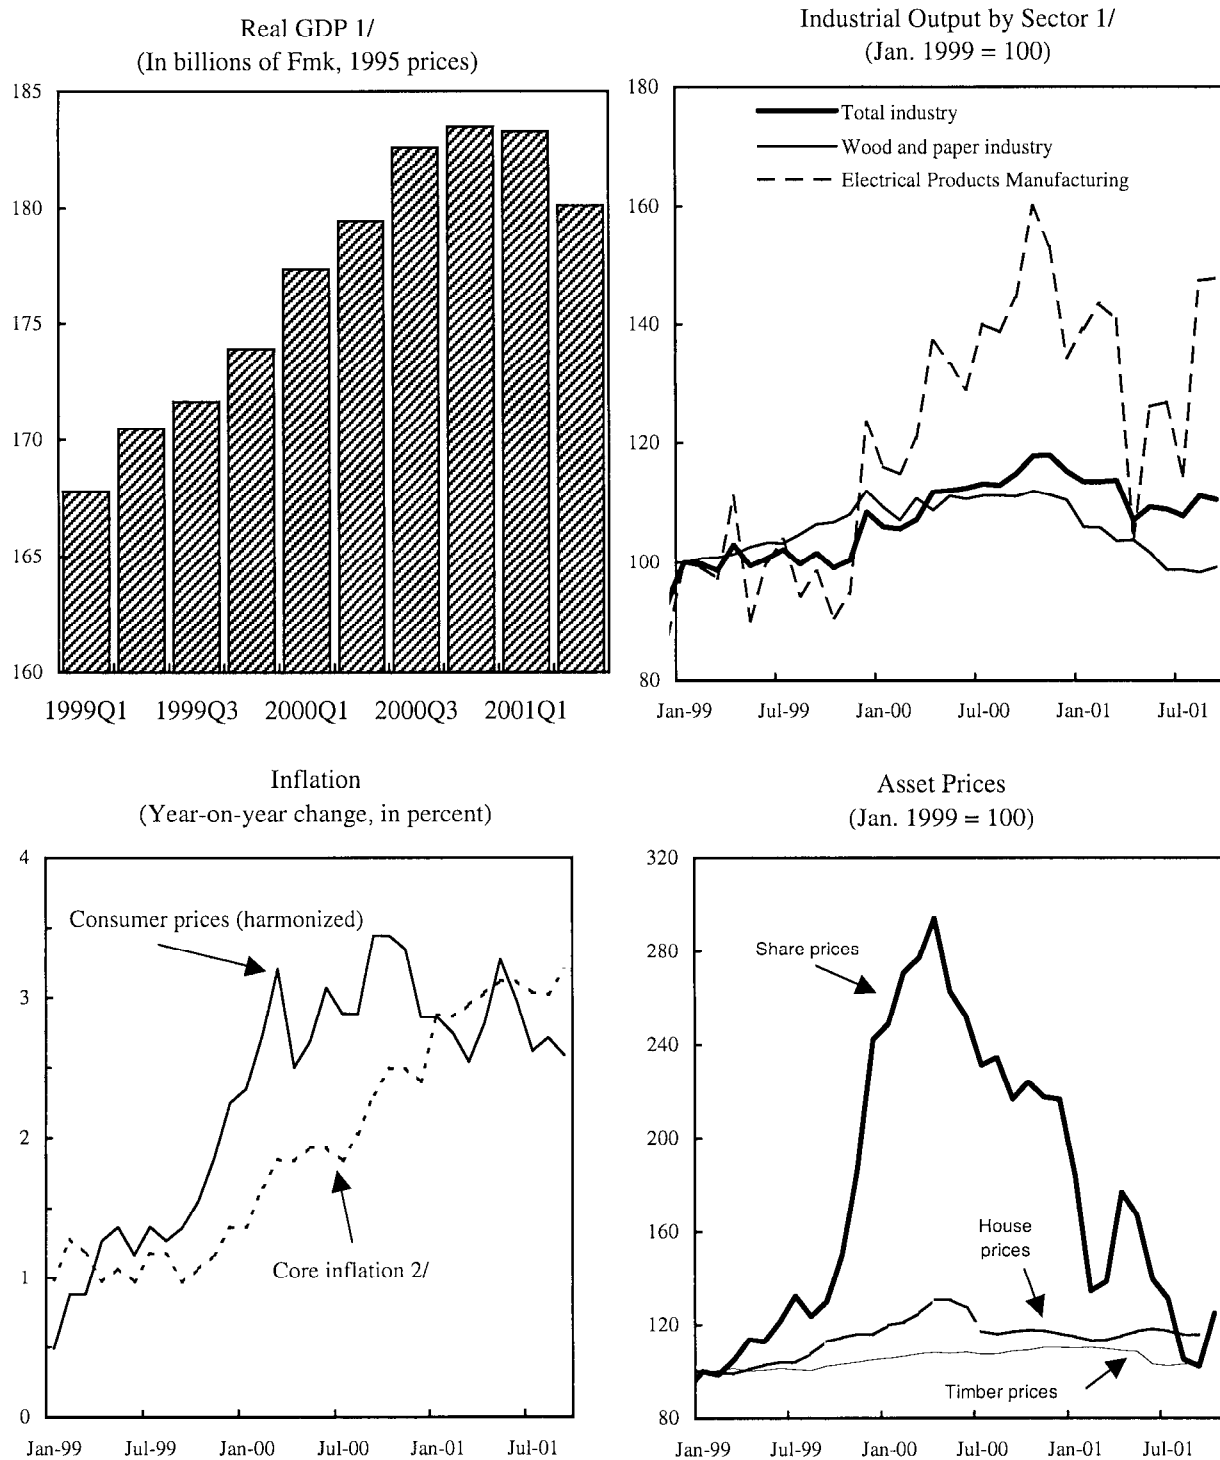 Real GDP 1/
(In billions of Fmk, 1995 prices)
185
180
175
170
165
160
1999Q1 1999Q3 2000Q1 2000Q3 2001Q1
Industrial Output by Sector 1/
(Jan. 1999 = 100)
180
160
140
120
100
80
Total industry
Wood and paper industry
Electrical Products Manufacturing
Jan-99 Jul-99 Jan-00 Jul-00 Jan-01 Jul-01
Inflation
(Year-on-year change, in percent)
4
3
2
1
0
Consumer prices (harmonized)
Core inflation 2/
Jan-99 Jul-99 Jan-00 Jul-00 Jan-01 Jul-01
Asset Prices
(Jan. 1999 = 100)
320
280
240
200
160
120
80
Share prices
House
prices
Timber prices
Jan-99 Jul-99 Jan-00 Jul-00 Jan-01 Jul-01